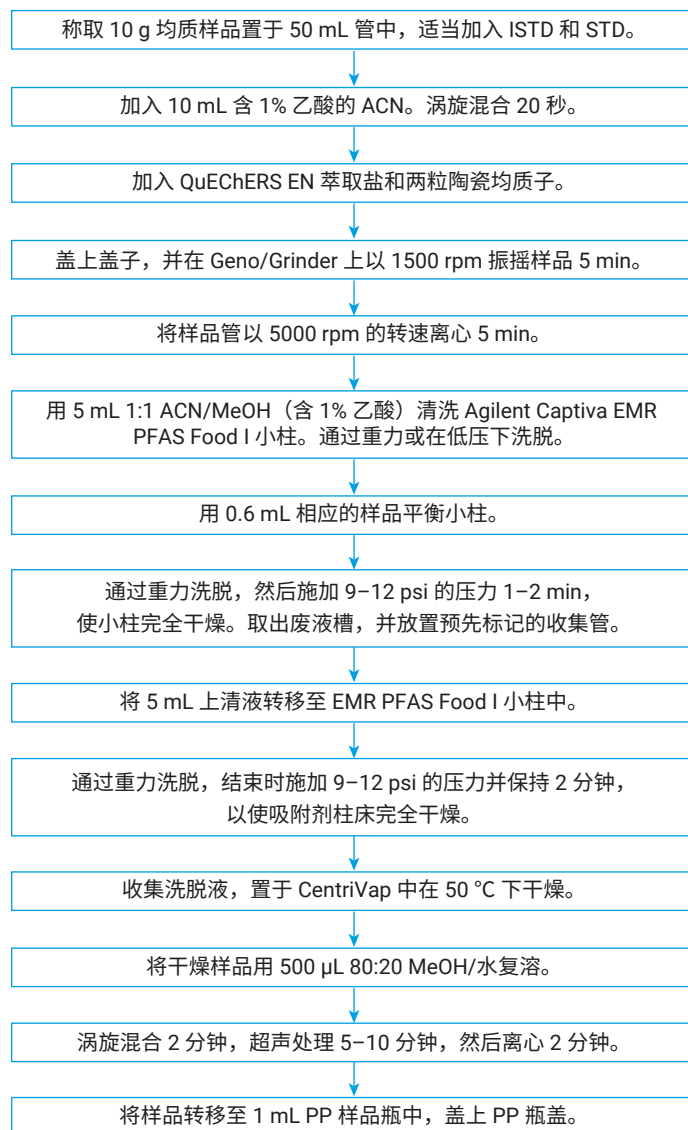 称取 10 g 均质样品置于 50 mL 管中，适当加入 ISTD 和 STD。
加入 10 mL 含 1% 乙酸的 ACN。涡旋混合 20 秒。
加入 QuEChERS EN 萃取盐和两粒陶瓷均质子。
盖上盖子，并在 Geno/Grinder 上以 1500 rpm 振摇样品 5 min。
将样品管以 5000 rpm 的转速离心 5 min。
用 5 mL 1:1 ACN/MeOH（含 1% 乙酸）清洗 Agilent Captiva EMR
PFAS Food I 小柱。通过重力或在低压下洗脱。
用 0.6 mL 相应的样品平衡小柱。
通过重力洗脱，然后施加 9–12 psi 的压力 1–2 min，
使小柱完全干燥。取出废液槽，并放置预先标记的收集管。
将 5 mL 上清液转移至 EMR PFAS Food I 小柱中。
通过重力洗脱，结束时施加 9–12 psi 的压力并保持 2 分钟，
以使吸附剂柱床完全干燥。
收集洗脱液，置于 CentriVap 中在 50 °C 下干燥。
将干燥样品用 500 µL 80:20 MeOH/水复溶。
涡旋混合 2 分钟，超声处理 5–10 分钟，然后离心 2 分钟。
将样品转移至 1 mL PP 样品瓶中，盖上 PP 瓶盖。